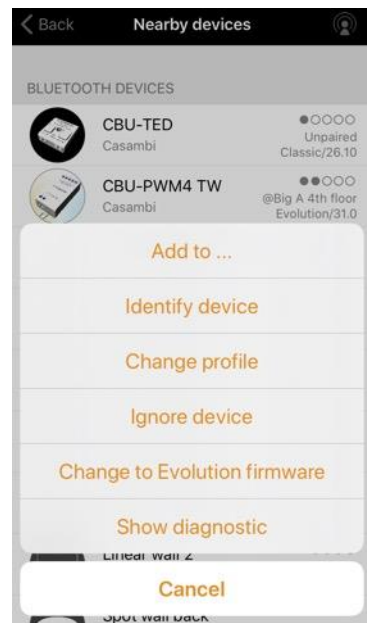 Back
Nearby devices
BLUETOOTH DEVICES
CBU-TED
Casambi
Unpaired
Classic/26.10
CBU-PWM4 TW
Casambi
@Big A 4th floor
Evolution/31.0
Add to ...
Identify device
Change profile
Ignore device
Change to Evolution firmware
Show diagnostic
Linear wall 2
Cancel
Spot wall back